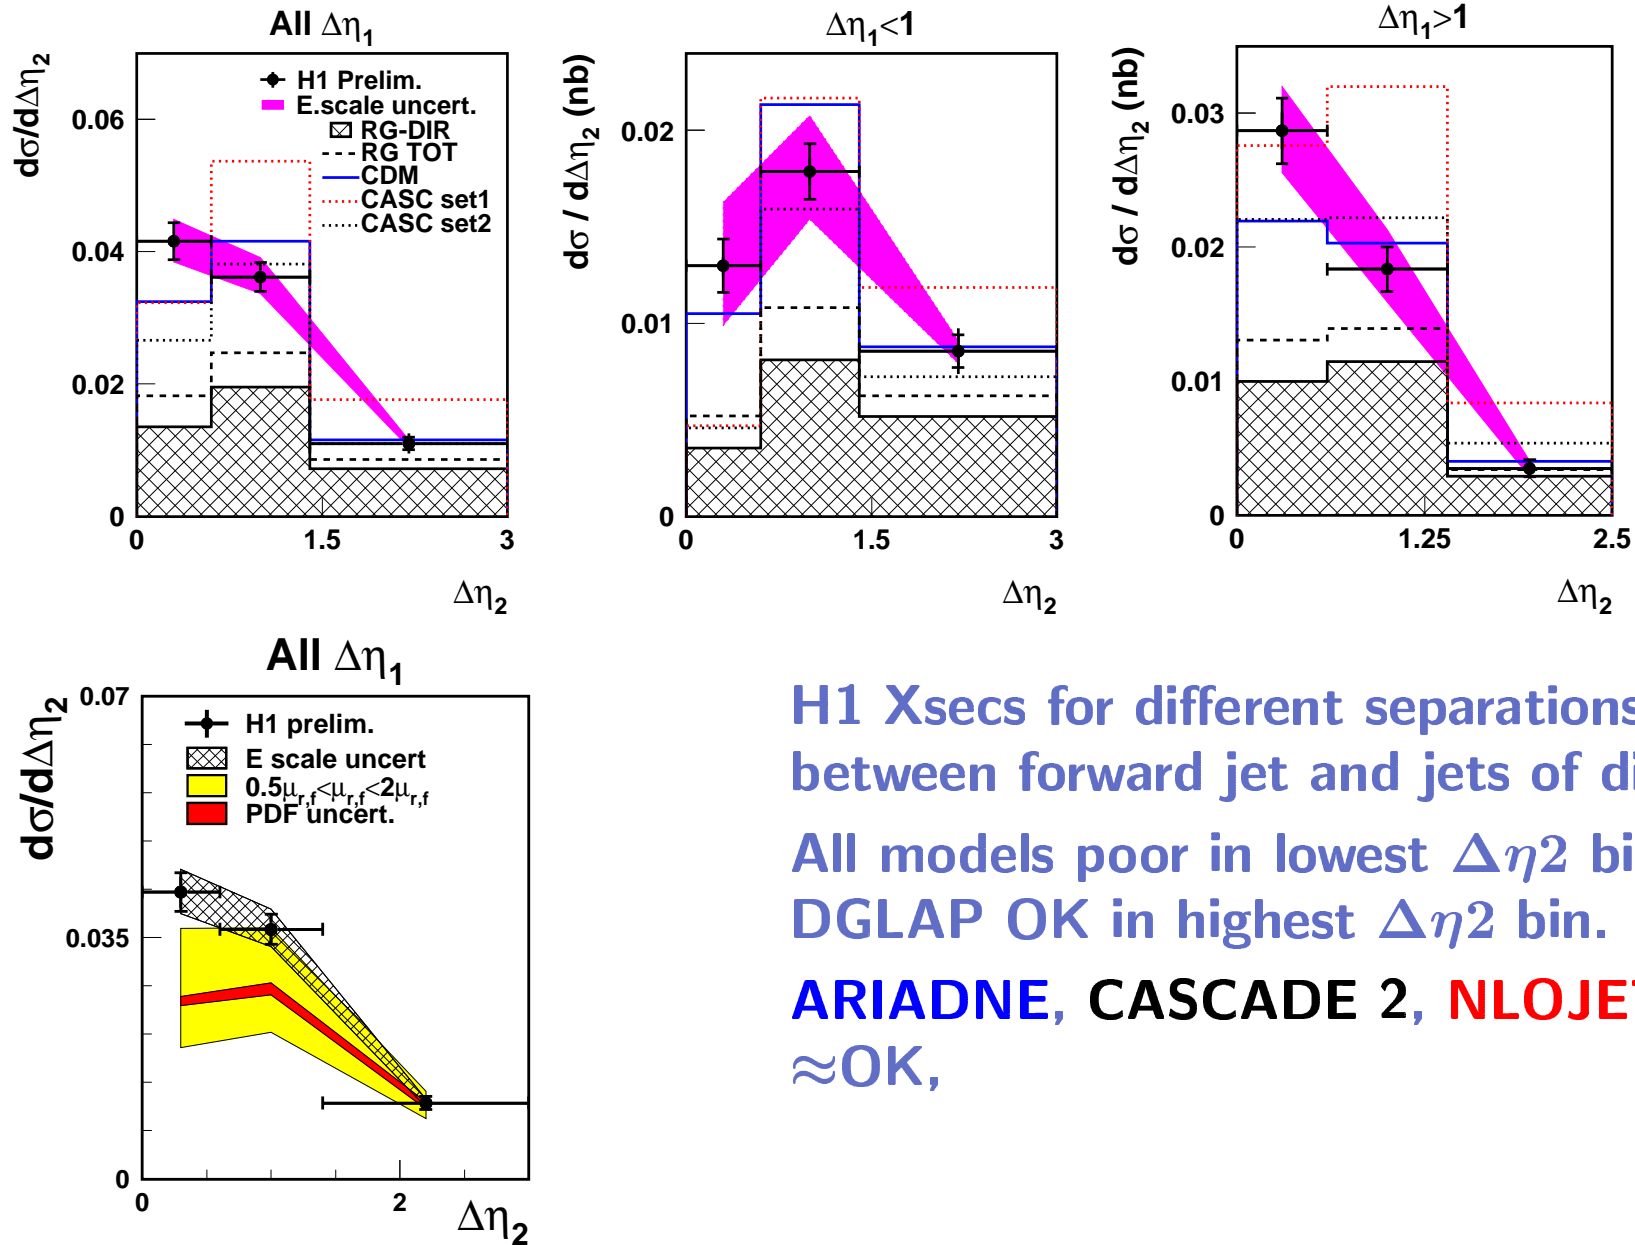 All Δη₁
dσ/dΔη₂
H1 Prelim.
E.scale uncert.
RG-DIR
RG TOT
CDM
CASC set1
CASC set2
0.06
0.04
0.02
0
0 1.5 3
Δη₂
Δη₁<1
dσ / dΔη₂ (nb)
0.02
0.01
0
0 1.5 3
Δη₂
Δη₁>1
dσ / dΔη₂ (nb)
0.03
0.02
0.01
0
0 1.25 2.5
Δη₂
All Δη₁
dσ/dΔη₂
0.07
H1 prelim.
E scale uncert
0.5μr,f<μr,f<2μr,f
PDF uncert.
0.035
0
0 2
Δη₂
H1 Xsecs for different separations
between forward jet and jets of di
All models poor in lowest Δη2 bi
DGLAP OK in highest Δη2 bin.
ARIADNE, CASCADE 2, NLOJET
≈OK,